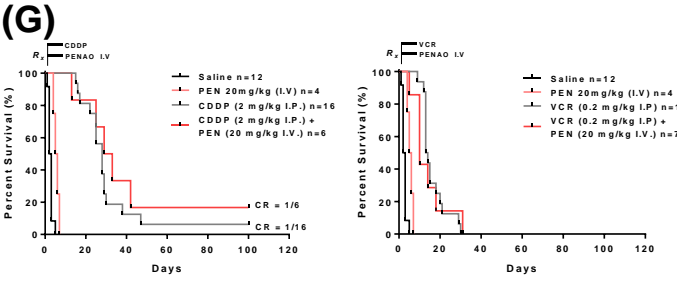 (G)
CDDP
PENAO I.V
Rx
Saline n=12
PEN 20mg/kg (I.V) n=4
CDDP (2 mg/kg I.P.) n=16
CDDP (2 mg/kg I.P.) +
PEN (20 mg/kg I.V.) n=6
Percent Survival (%)
100
80
60
40
20
0
CR = 1/6
CR = 1/16
0 20 40 60 80 100 120
Days
VCR
PENAO I.V
Rx
Saline n=12
PEN 20 mg/kg (I.V.) n=4
VCR (0.2 mg/kg I.P) n=1
VCR (0.2 mg/kg I.P.) +
PEN (20 mg/kg I.V.) n=7
Percent Survival (%)
100
80
60
40
20
0
0 20 40 60 80 100 120
Days